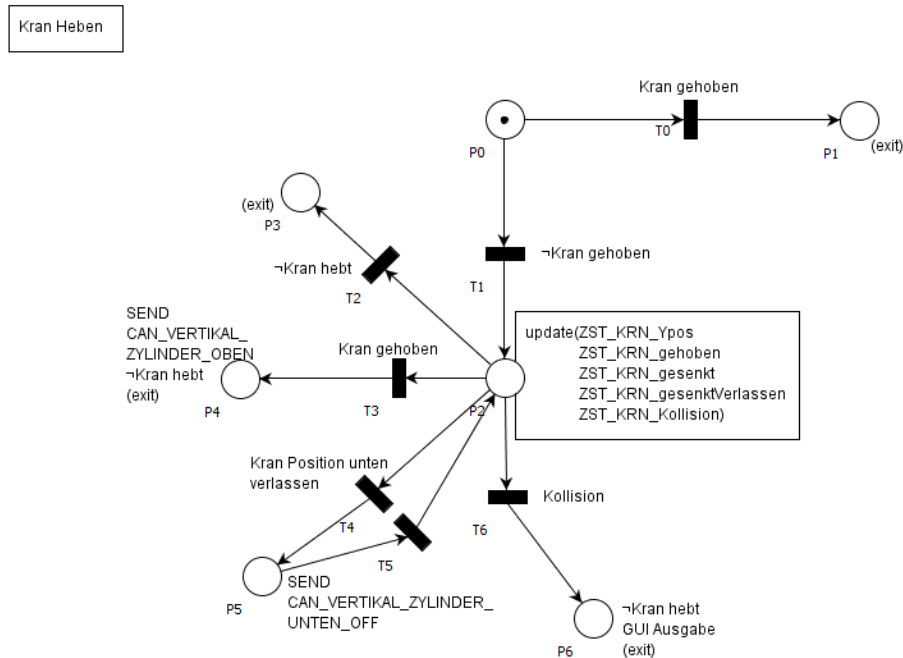 Kran Heben
Kran gehoben
T0
P0
P1
(exit)
(exit)
P3
¬Kran hebt
T2
¬Kran gehoben
T1
SEND
CAN_VERTIKAL_
ZYLINDER_OBEN
¬Kran hebt
(exit)
P4
Kran gehoben
T3
P2
update(ZST_KRN_Ypos
ZST_KRN_gehoben
ZST_KRN_gesenkt
ZST_KRN_gesenktVerlassen
ZST_KRN_Kollision)
Kran Position unten
verlassen
T4
T5
T6
Kollision
P5
SEND
CAN_VERTIKAL_ZYLINDER_
UNTEN_OFF
P6
¬Kran hebt
GUI Ausgabe
(exit)